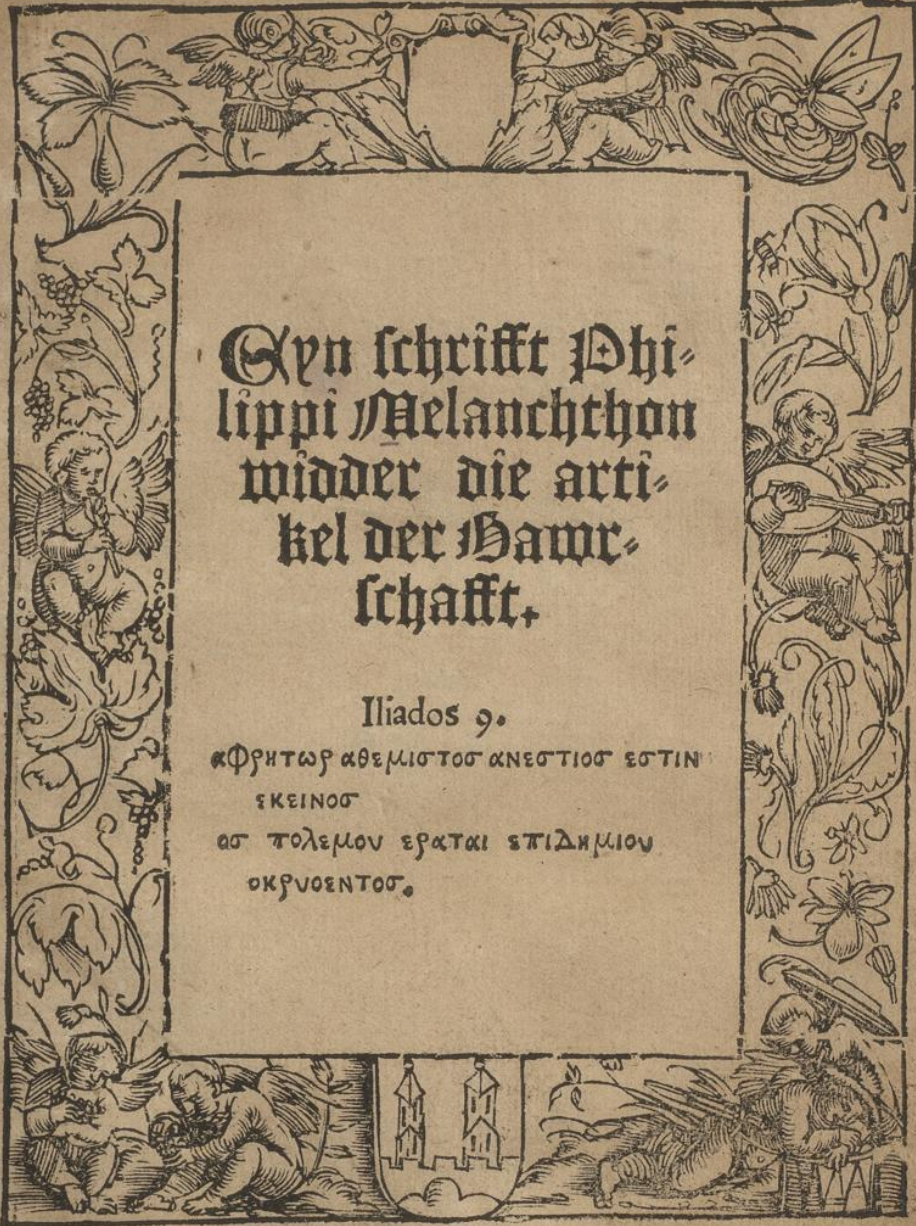 Eyn schrifft Phi-
lippi Melanchthon
widder die arti-
kel der Bawr-
schafft.
Iliados 9.
αφρητωρ αθεμιστοσ ανεστιοσ εστιν
εκεινοσ
οσ πολεμου εραται επιδημιου
οκρυοεντοσ.